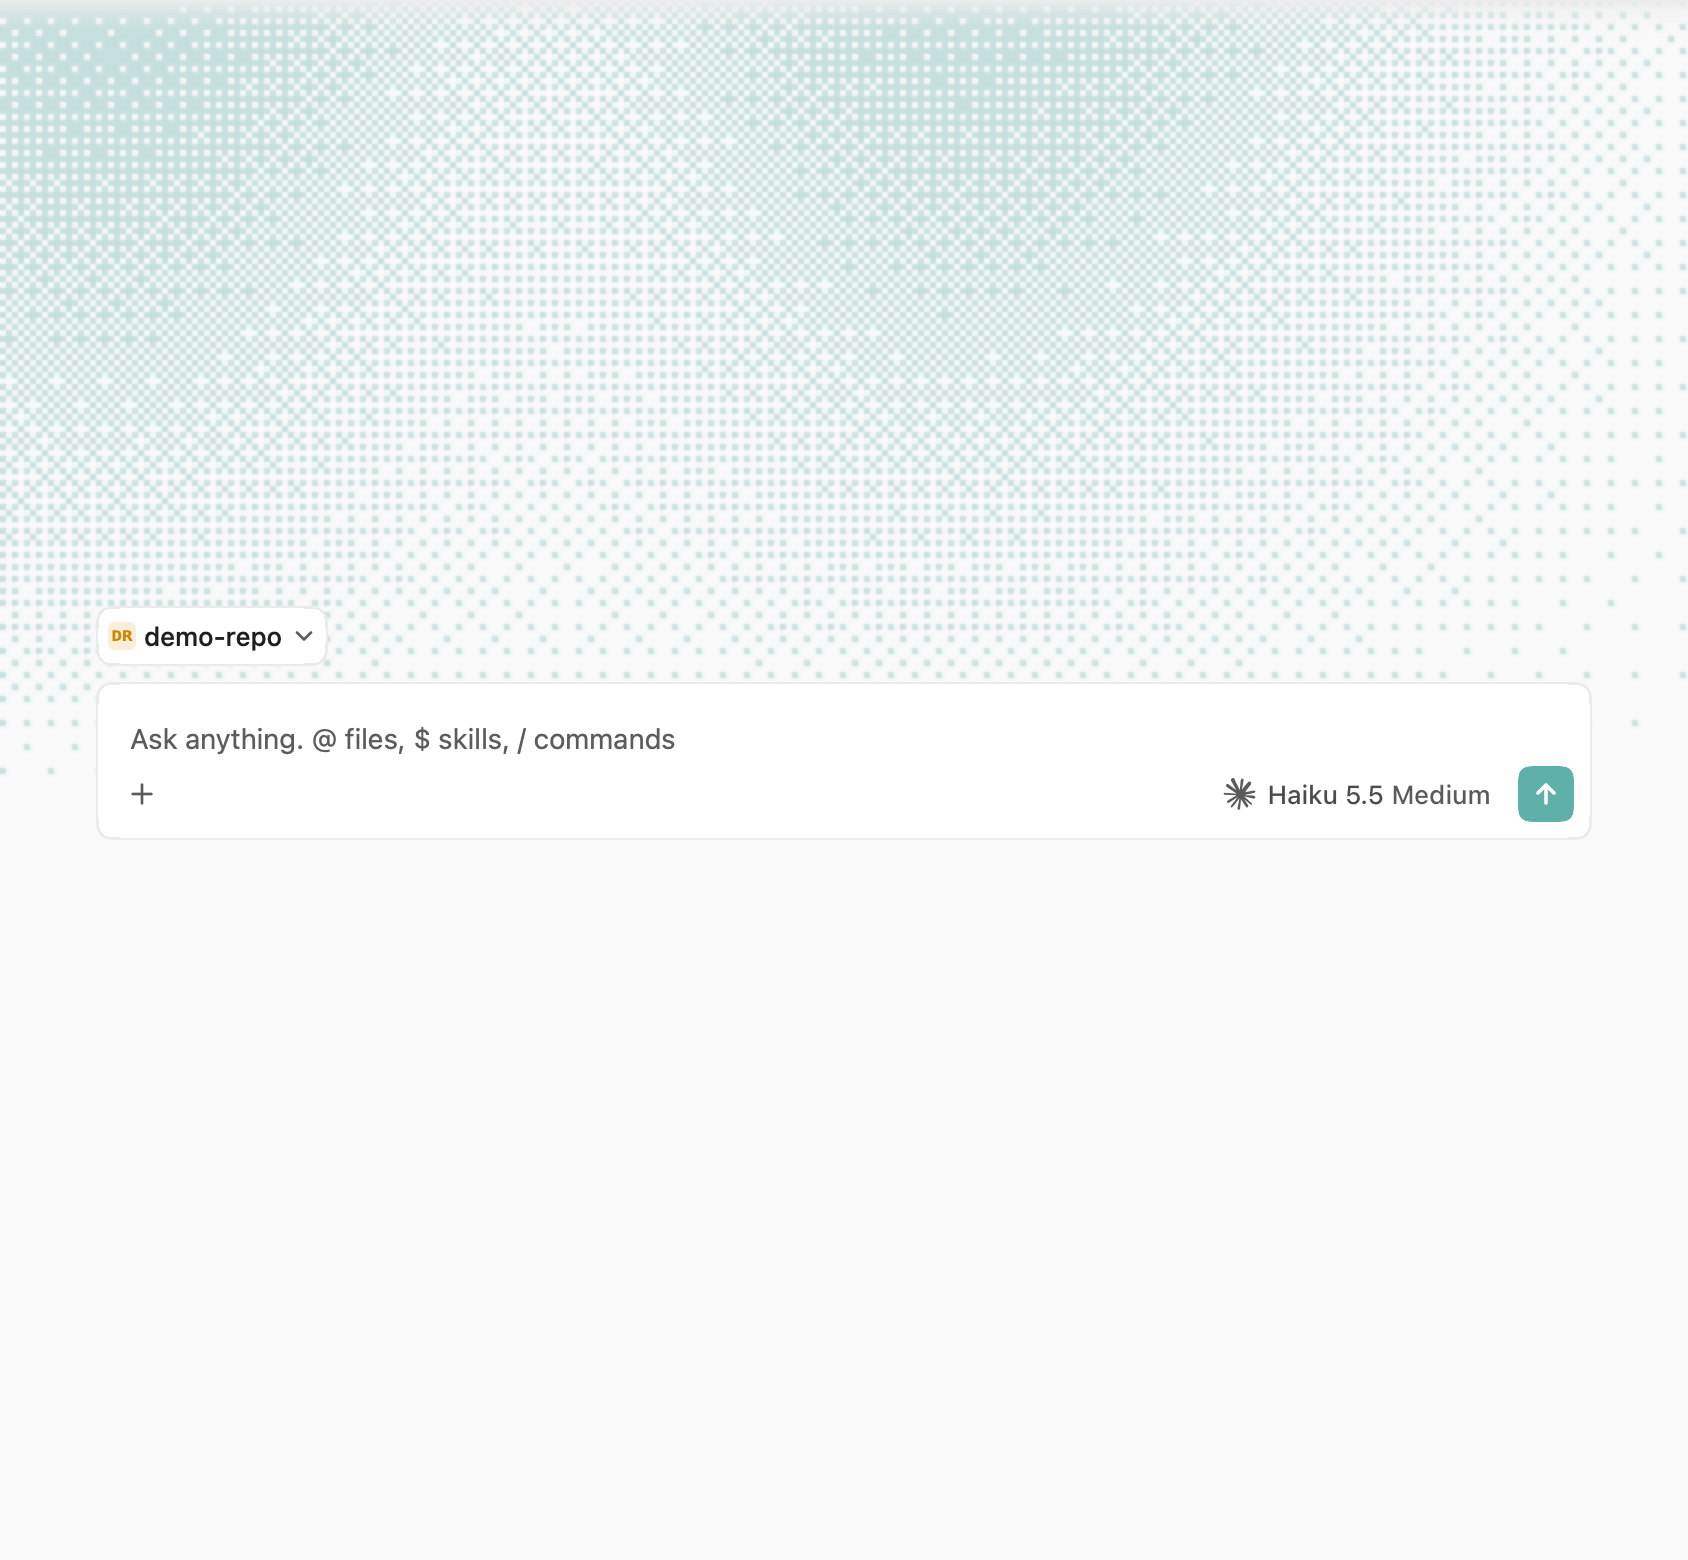 DR demo-repo
Ask anything. @ files, $ skills, / commands
Haiku 5.5 Medium